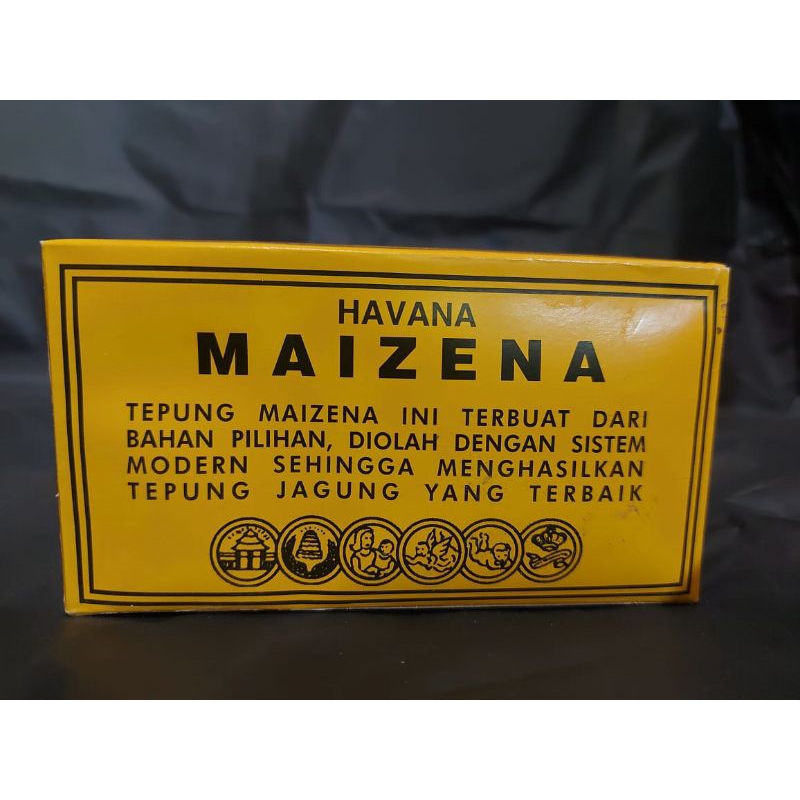 HAVANA
MAIZENA
TEPUNG MAIZENA INI TERBUAT DARI
BAHAN PILIHAN, DIOLAH DENGAN SISTEM
MODERN SEHINGGA MENGHASILKAN
TEPUNG JAGUNG YANG TERBAIK